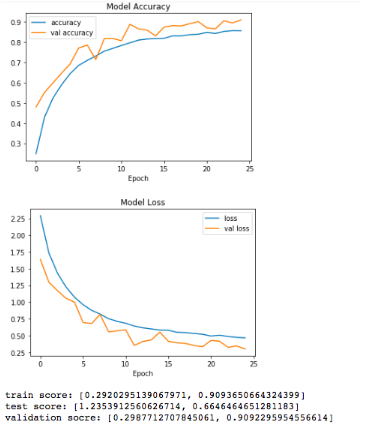 Model Accuracy
accuracy
val accuracy
0.9
0.8
0.7
0.6
0.5
0.4
0.3
0 5 10 15 20 25
Epoch
Model Loss
loss
val loss
2.25
2.00
1.75
1.50
1.25
1.00
0.75
0.50
0.25
0 5 10 15 20 25
Epoch
train score: [0.2920295139067971, 0.9093650664324399]
test score: [1.2353912560626714, 0.6646464651281183]
validation score: [0.2987712707845061, 0.9092295954556614]